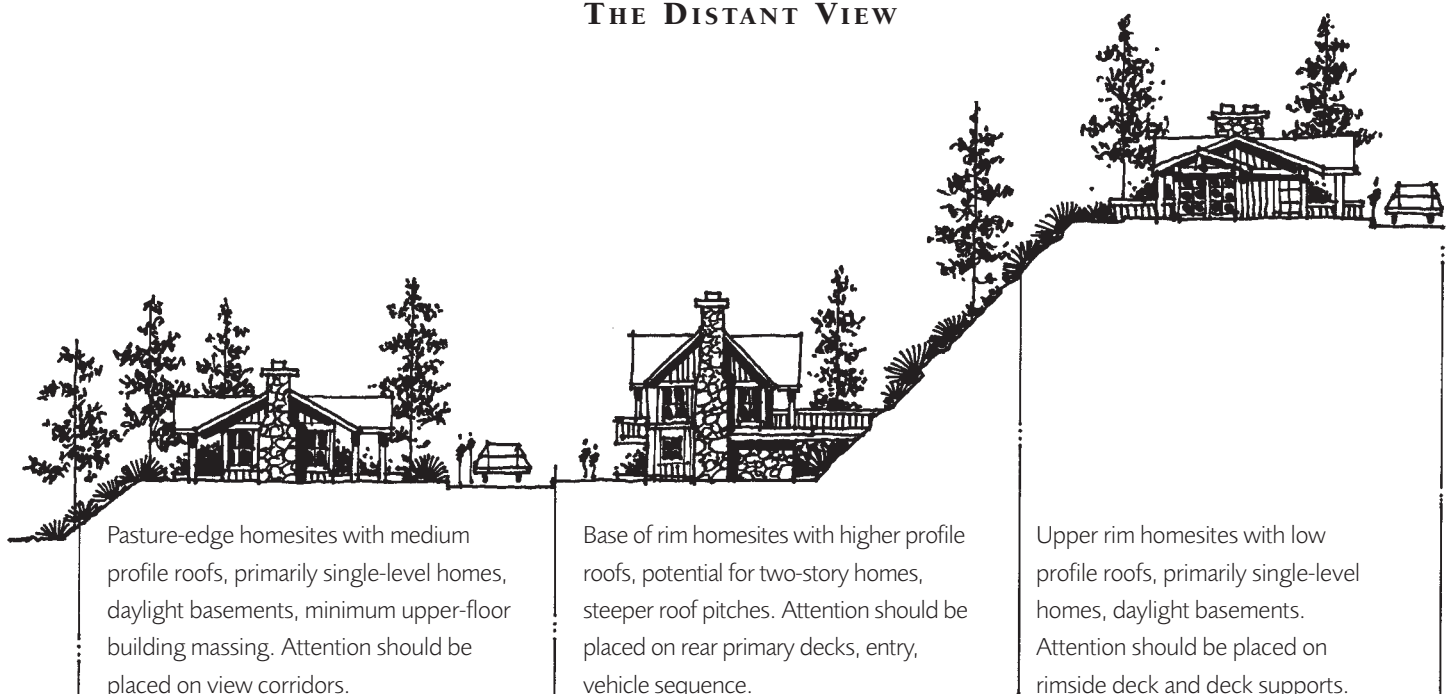 THE DISTANT VIEW
Pasture-edge homesites with medium
profile roofs, primarily single-level homes,
daylight basements, minimum upper-floor
building massing. Attention should be
placed on view corridors.
Base of rim homesites with higher profile
roofs, potential for two-story homes,
steeper roof pitches. Attention should be
placed on rear primary decks, entry,
vehicle sequence.
Upper rim homesites with low
profile roofs, primarily single-level
homes, daylight basements.
Attention should be placed on
rimside deck and deck supports.